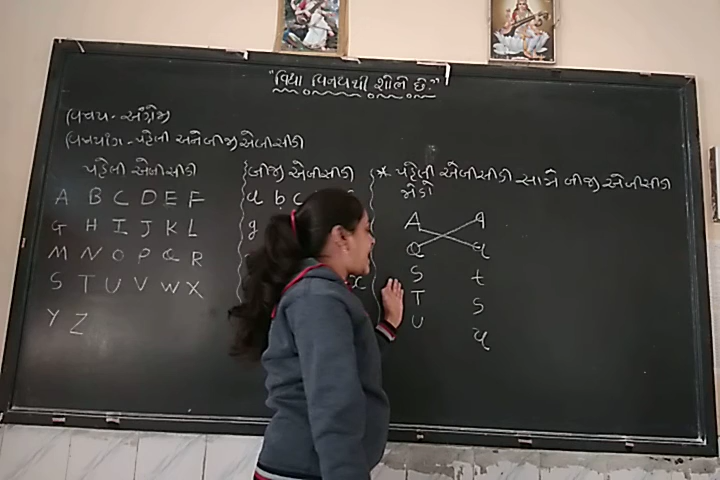 "વિદ્યા વિનયથી શોભે છે."
વિષય - અંગ્રેજી
વિષયાંગ - પહેલી અને બીજી એબીસીડી
પહેલી એબીસીડી
A B C D E F
G H I J K L
M N O P Q R
S T U V W X
Y Z
બીજી એબીસીડી
a b c
g
x
* પહેલી એબીસીડી સામે બીજી એબીસીડી
જોડો
A q
Q
S t
T s
U